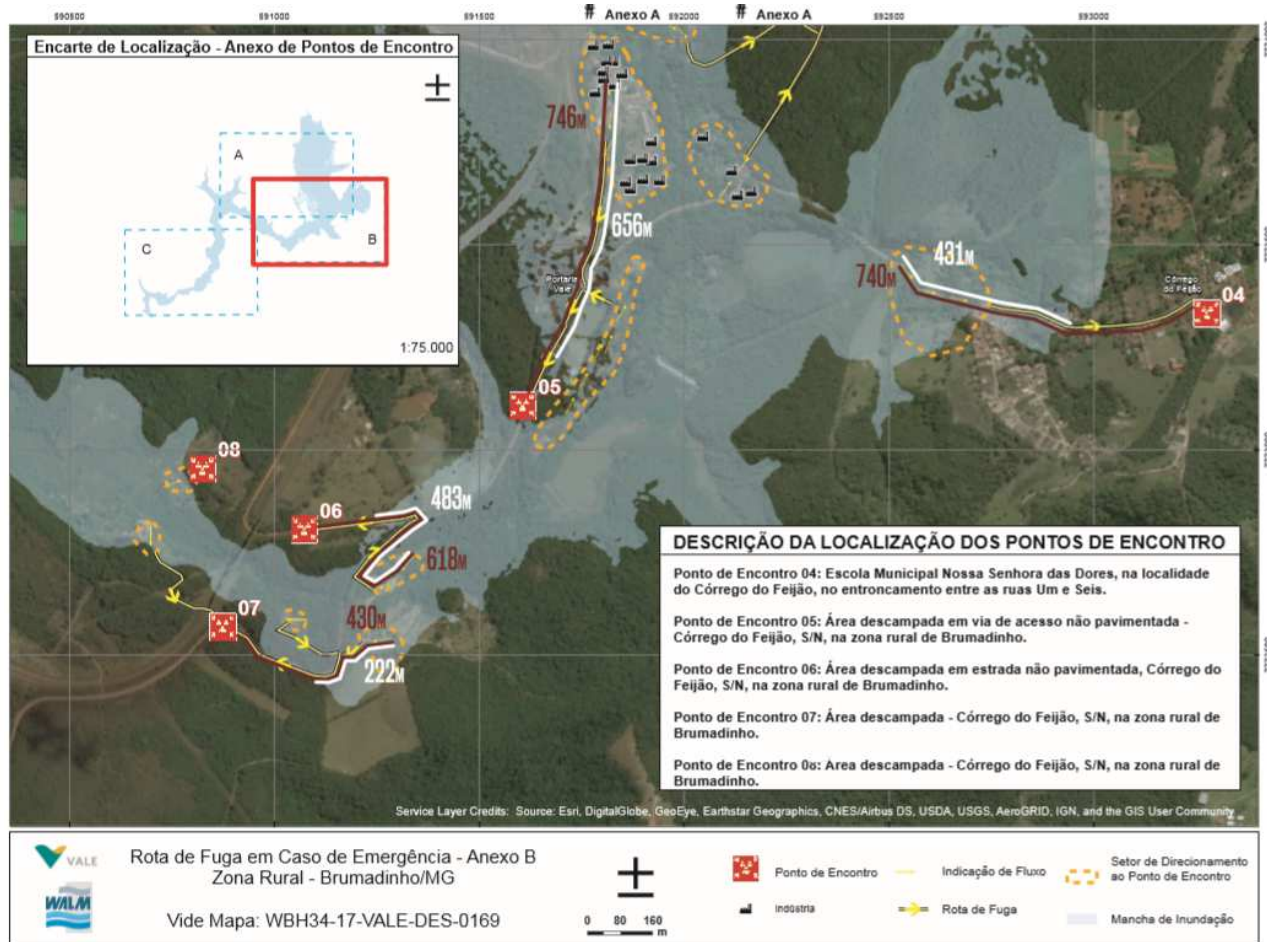 590500
591000
591500
# Anexo A
592000
# Anexo A
592500
593000
Encarte de Localização - Anexo de Pontos de Encontro
A
B
C
1:75.000
746M
656M
Portaria
Vale
431M
740M
Córrego
do Feijão
04
05
08
06
483M
618M
07
430M
222M
DESCRIÇÃO DA LOCALIZAÇÃO DOS PONTOS DE ENCONTRO
Ponto de Encontro 04: Escola Municipal Nossa Senhora das Dores, na localidade
do Córrego do Feijão, no entroncamento entre as ruas Um e Seis.
Ponto de Encontro 05: Área descampada em via de acesso não pavimentada -
Córrego do Feijão, S/N, na zona rural de Brumadinho.
Ponto de Encontro 06: Área descampada em estrada não pavimentada, Córrego do
Feijão, S/N, na zona rural de Brumadinho.
Ponto de Encontro 07: Área descampada - Córrego do Feijão, S/N, na zona rural de
Brumadinho.
Ponto de Encontro 08: Área descampada - Córrego do Feijão, S/N, na zona rural de
Brumadinho.
Service Layer Credits: Source: Esri, DigitalGlobe, GeoEye, Earthstar Geographics, CNES/Airbus DS, USDA, USGS, AeroGRID, IGN, and the GIS User Community
VALE
WALM
Rota de Fuga em Caso de Emergência - Anexo B
Zona Rural - Brumadinho/MG
Vide Mapa: WBH34-17-VALE-DES-0169
0 80 160
m
Ponto de Encontro
Indústria
Indicação de Fluxo
Rota de Fuga
Setor de Direcionamento
ao Ponto de Encontro
Mancha de Inundação